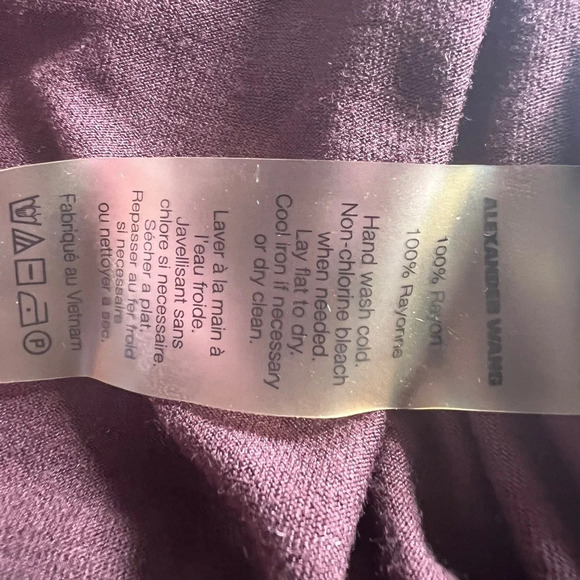 ALEXANDER WANG
100% Rayon
100% Rayonne
Hand wash cold.
Non-chlorine bleach
when needed.
Lay flat to dry.
Cool iron if necessary
or dry clean.
Laver à la main à
l'eau froide.
Javellisant sans
chlore si necessaire.
Sécher a plat.
Repasser au fer froid
si necessaire
ou nettoyer a sec.
Fabriqué au Vietnam
P